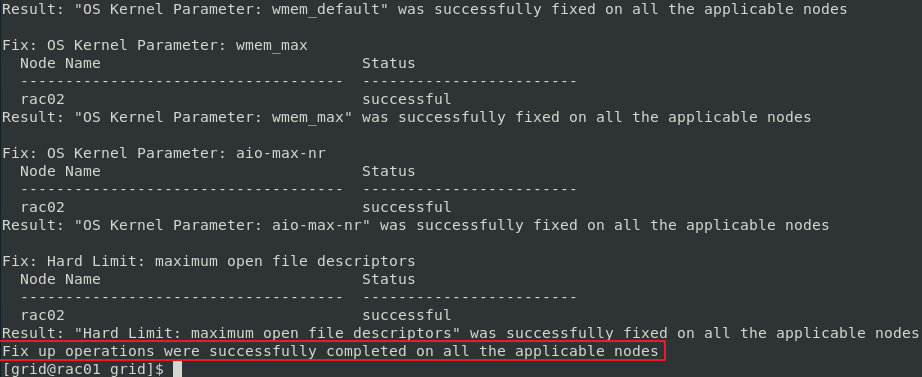 Result: "OS Kernel Parameter: wmem_default" was successfully fixed on all the applicable nodes
Fix: OS Kernel Parameter: wmem_max
  Node Name                             Status
  ------------------------------------  ------------------------
  rac02                                 successful
Result: "OS Kernel Parameter: wmem_max" was successfully fixed on all the applicable nodes
Fix: OS Kernel Parameter: aio-max-nr
  Node Name                             Status
  ------------------------------------  ------------------------
  rac02                                 successful
Result: "OS Kernel Parameter: aio-max-nr" was successfully fixed on all the applicable nodes
Fix: Hard Limit: maximum open file descriptors
  Node Name                             Status
  ------------------------------------  ------------------------
  rac02                                 successful
Result: "Hard Limit: maximum open file descriptors" was successfully fixed on all the applicable nodes
Fix up operations were successfully completed on all the applicable nodes
[grid@rac01 grid]$